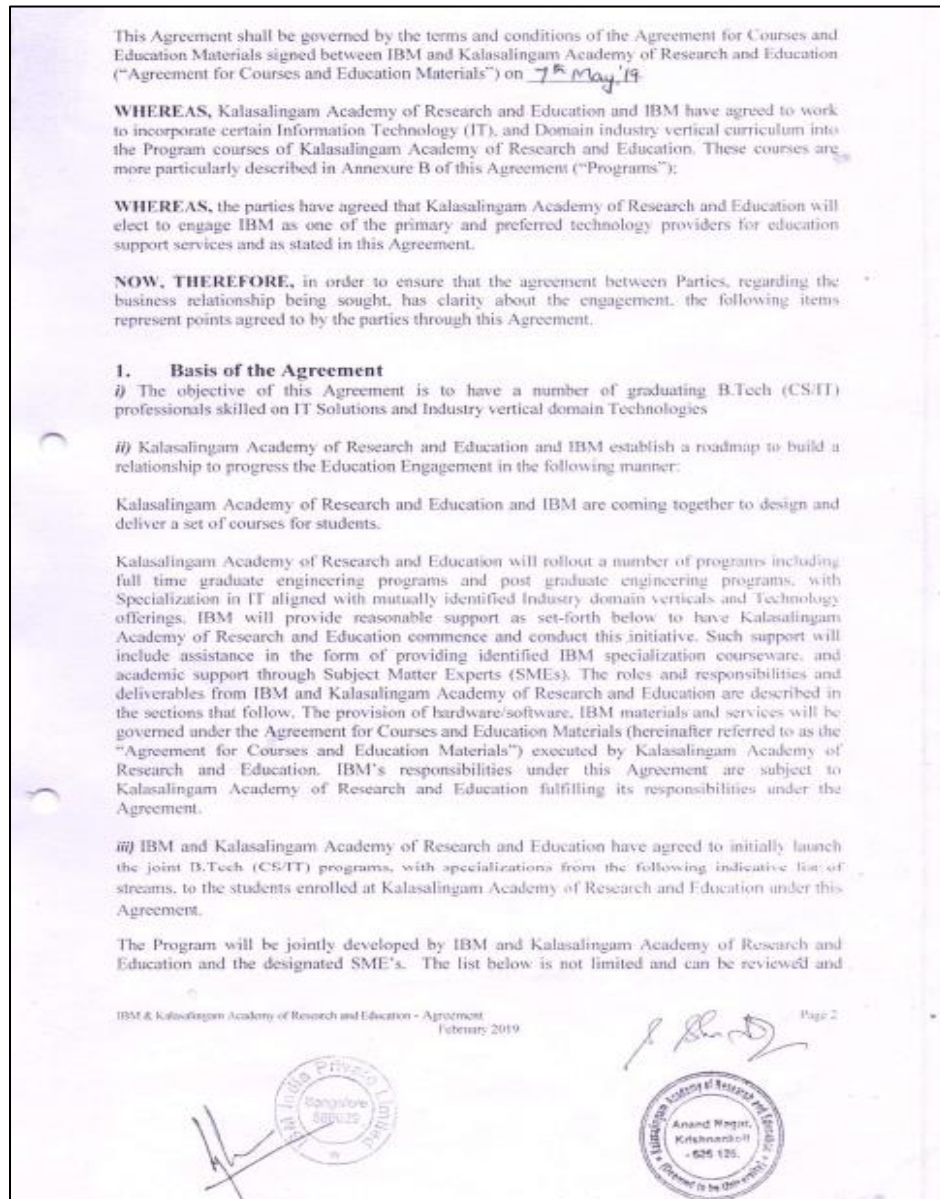 This Agreement shall be governed by the terms and conditions of the Agreement for Courses and
Education Materials signed between IBM and Kalasalingam Academy of Research and Education
("Agreement for Courses and Education Materials") on 7th May '19
WHEREAS, Kalasalingam Academy of Research and Education and IBM have agreed to work
to incorporate certain Information Technology (IT), and Domain industry vertical curriculum into
the Program courses of Kalasalingam Academy of Research and Education. These courses are
more particularly described in Annexure B of this Agreement ("Programs");
WHEREAS, the parties have agreed that Kalasalingam Academy of Research and Education will
elect to engage IBM as one of the primary and preferred technology providers for education
support services and as stated in this Agreement.
NOW, THEREFORE, in order to ensure that the agreement between Parties, regarding the
business relationship being sought, has clarity about the engagement, the following items
represent points agreed to by the parties through this Agreement.
1. Basis of the Agreement
i) The objective of this Agreement is to have a number of graduating B.Tech (CS/IT)
professionals skilled on IT Solutions and Industry vertical domain Technologies
ii) Kalasalingam Academy of Research and Education and IBM establish a roadmap to build a
relationship to progress the Education Engagement in the following manner:
Kalasalingam Academy of Research and Education and IBM are coming together to design and
deliver a set of courses for students.
Kalasalingam Academy of Research and Education will rollout a number of programs including
full time graduate engineering programs and post graduate engineering programs, with
Specialization in IT aligned with mutually identified Industry domain verticals and Technology
offerings. IBM will provide reasonable support as set-forth below to have Kalasalingam
Academy of Research and Education commence and conduct this initiative. Such support will
include assistance in the form of providing identified IBM specialization courseware, and
academic support through Subject Matter Experts (SMEs). The roles and responsibilities and
deliverables from IBM and Kalasalingam Academy of Research and Education are described in
the sections that follow. The provision of hardware/software, IBM materials and services will be
governed under the Agreement for Courses and Education Materials (hereinafter referred to as the
"Agreement for Courses and Education Materials") executed by Kalasalingam Academy of
Research and Education. IBM's responsibilities under this Agreement are subject to
Kalasalingam Academy of Research and Education fulfilling its responsibilities under the
Agreement.
iii) IBM and Kalasalingam Academy of Research and Education have agreed to initially launch
the joint B.Tech (CS/IT) programs, with specializations from the following indicative list of
streams, to the students enrolled at Kalasalingam Academy of Research and Education under this
Agreement.
The Program will be jointly developed by IBM and Kalasalingam Academy of Research and
Education and the designated SME's. The list below is not limited and can be reviewed and
IBM & Kalasalingam Academy of Research and Education - Agreement Page 2
February 2019
IBM India Private Limited
Bangalore
Kalasalingam Academy of Research and Education
Anand Nagar,
Krishnankoil
- 626 126.
(Deemed to be University)